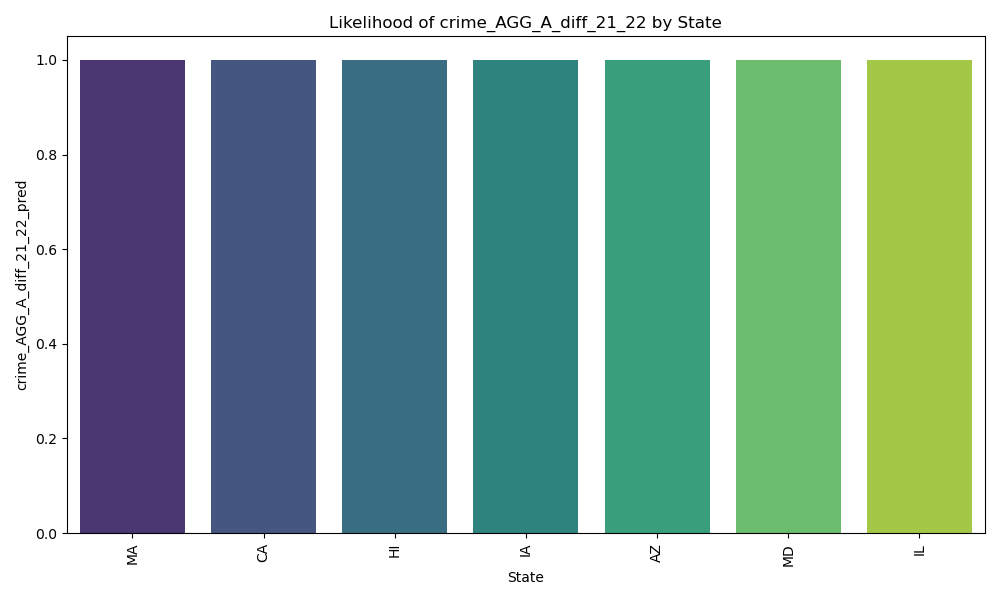 Likelihood of crime_AGG_A_diff_21_22 by State
crime_AGG_A_diff_21_22_pred
1.0
0.8
0.6
0.4
0.2
0.0
MA
CA
HI
IA
AZ
MD
IL
State